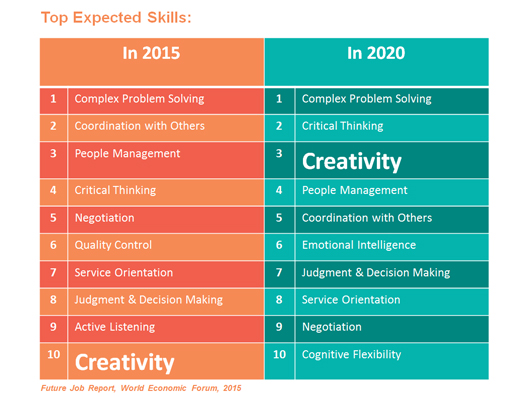 Top Expected Skills:
In 2015 In 2020
1 Complex Problem Solving 1 Complex Problem Solving
2 Coordination with Others 2 Critical Thinking
3 People Management 3 Creativity
4 Critical Thinking 4 People Management
5 Negotiation 5 Coordination with Others
6 Quality Control 6 Emotional Intelligence
7 Service Orientation 7 Judgment & Decision Making
8 Judgment & Decision Making 8 Service Orientation
9 Active Listening 9 Negotiation
10 Creativity 10 Cognitive Flexibility
Future Job Report, World Economic Forum, 2015